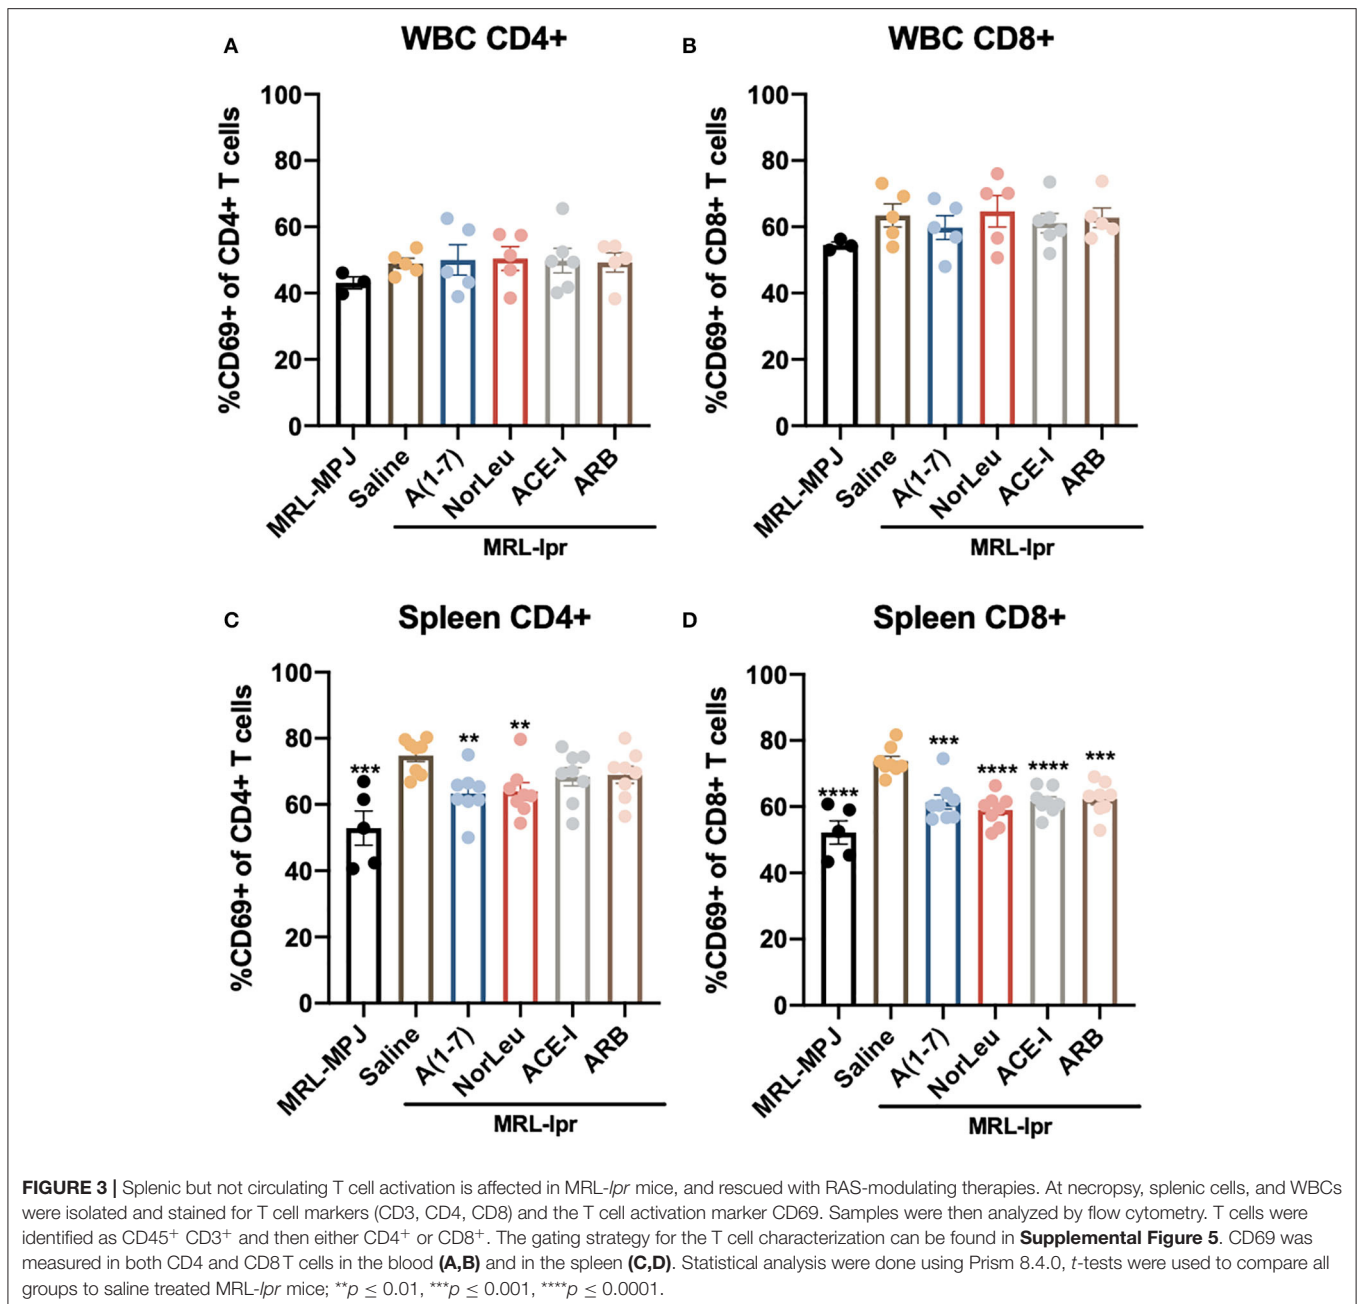 A
WBC CD4+
%CD69+ of CD4+ T cells
100
80
60
40
20
0
MRL-MPJ
Saline
A(1-7)
NorLeu
ACE-I
ARB
MRL-lpr
B
WBC CD8+
%CD69+ of CD8+ T cells
100
80
60
40
20
0
MRL-MPJ
Saline
A(1-7)
NorLeu
ACE-I
ARB
MRL-lpr
C
Spleen CD4+
%CD69+ of CD4+ T cells
100
80
60
40
20
0
***
**
**
MRL-MPJ
Saline
A(1-7)
NorLeu
ACE-I
ARB
MRL-lpr
D
Spleen CD8+
%CD69+ of CD8+ T cells
100
80
60
40
20
0
****
***
****
****
***
MRL-MPJ
Saline
A(1-7)
NorLeu
ACE-I
ARB
MRL-lpr
FIGURE 3 | Splenic but not circulating T cell activation is affected in MRL-lpr mice, and rescued with RAS-modulating therapies. At necropsy, splenic cells, and WBCs
were isolated and stained for T cell markers (CD3, CD4, CD8) and the T cell activation marker CD69. Samples were then analyzed by flow cytometry. T cells were
identified as CD45⁺ CD3⁺ and then either CD4⁺ or CD8⁺. The gating strategy for the T cell characterization can be found in Supplemental Figure 5. CD69 was
measured in both CD4 and CD8 T cells in the blood (A,B) and in the spleen (C,D). Statistical analysis were done using Prism 8.4.0, t-tests were used to compare all
groups to saline treated MRL-lpr mice; **p ≤ 0.01, ***p ≤ 0.001, ****p ≤ 0.0001.